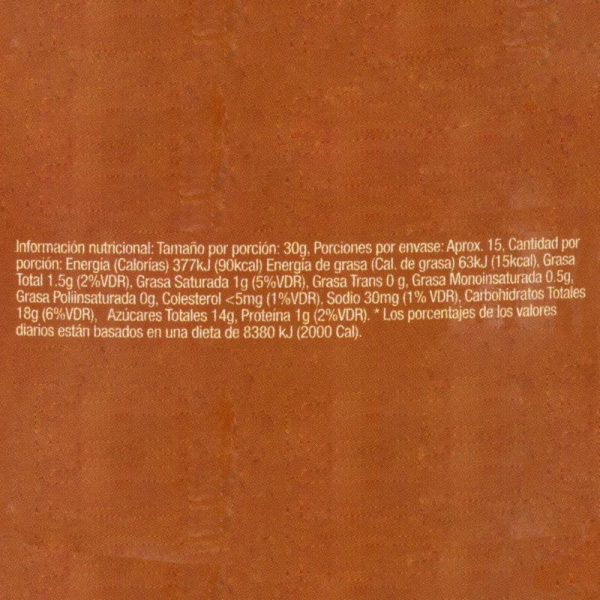 Información nutricional: Tamaño por porción: 30g, Porciones por envase: Aprox. 15, Cantidad por
porción: Energía (Calorías) 377kJ (90kcal) Energía de grasa (Cal. de grasa) 63kJ (15kcal), Grasa
Total 1.5g (2%VDR), Grasa Saturada 1g (5%VDR), Grasa Trans 0 g, Grasa Monoinsaturada 0.5g,
Grasa Poliinsaturada 0g, Colesterol <5mg (1%VDR), Sodio 30mg (1% VDR), Carbohidratos Totales
18g (6%VDR), Azúcares Totales 14g, Proteína 1g (2%VDR). * Los porcentajes de los valores
diarios están basados en una dieta de 8380 kJ (2000 Cal).